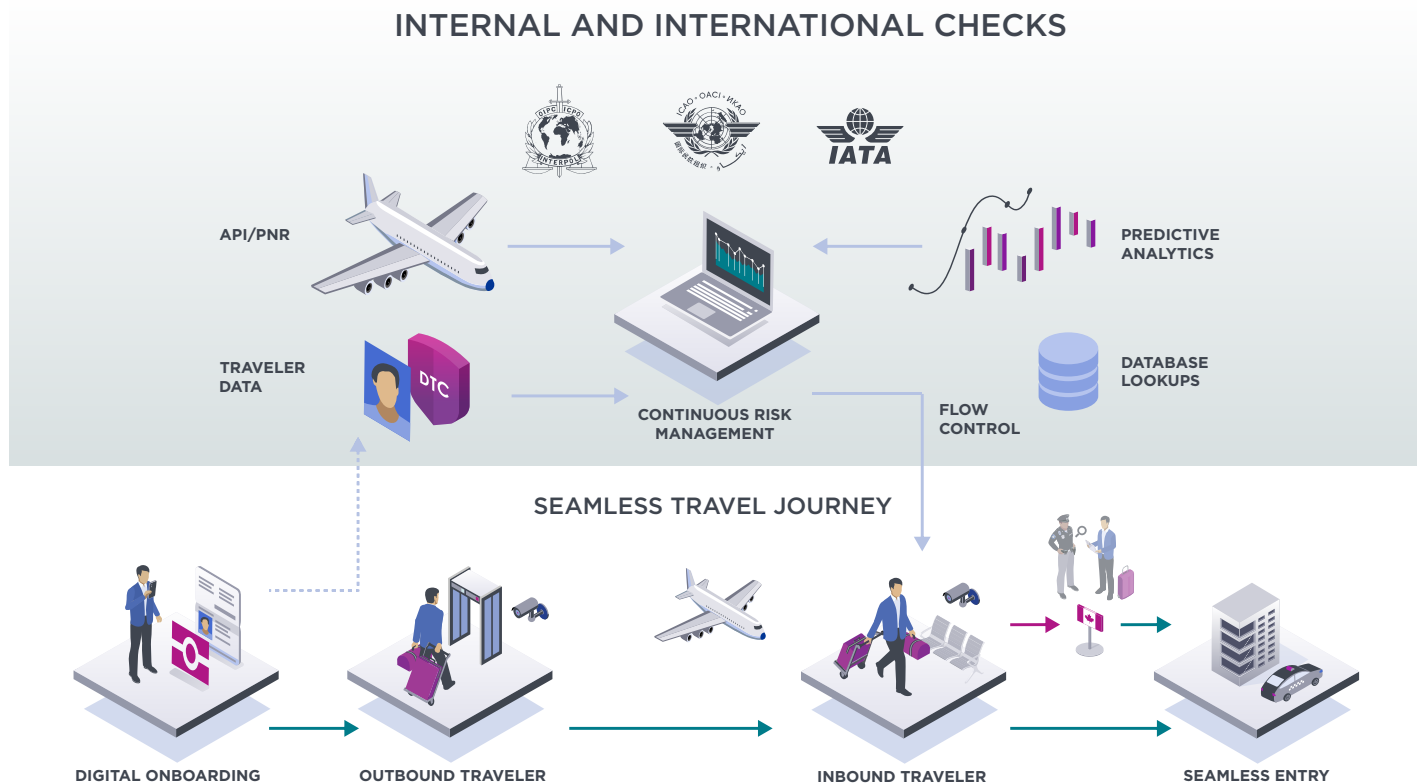 INTERNAL AND INTERNATIONAL CHECKS
OIPC ICPO
INTERPOL
ICAO · OACI · ИКАО
IATA
API/PNR
PREDICTIVE
ANALYTICS
TRAVELER
DATA
DTC
DATABASE
LOOKUPS
CONTINUOUS RISK
MANAGEMENT
FLOW
CONTROL
SEAMLESS TRAVEL JOURNEY
DIGITAL ONBOARDING
OUTBOUND TRAVELER
INBOUND TRAVELER
SEAMLESS ENTRY